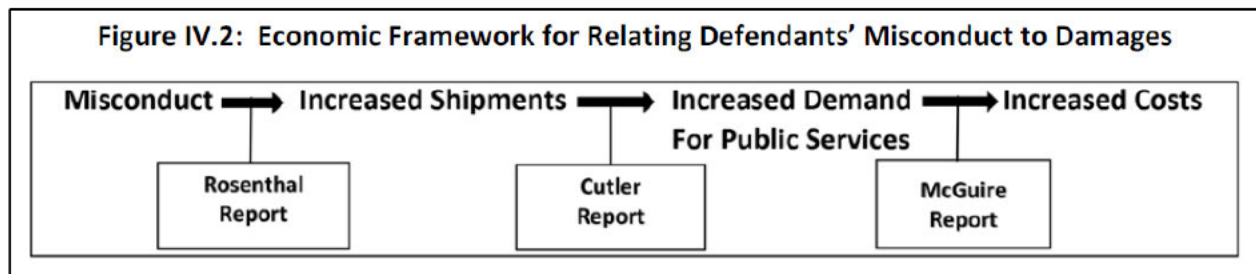 Figure IV.2: Economic Framework for Relating Defendants' Misconduct to Damages
Misconduct Increased Shipments Increased Demand Increased Costs
For Public Services
Rosenthal Cutler McGuire
Report Report Report